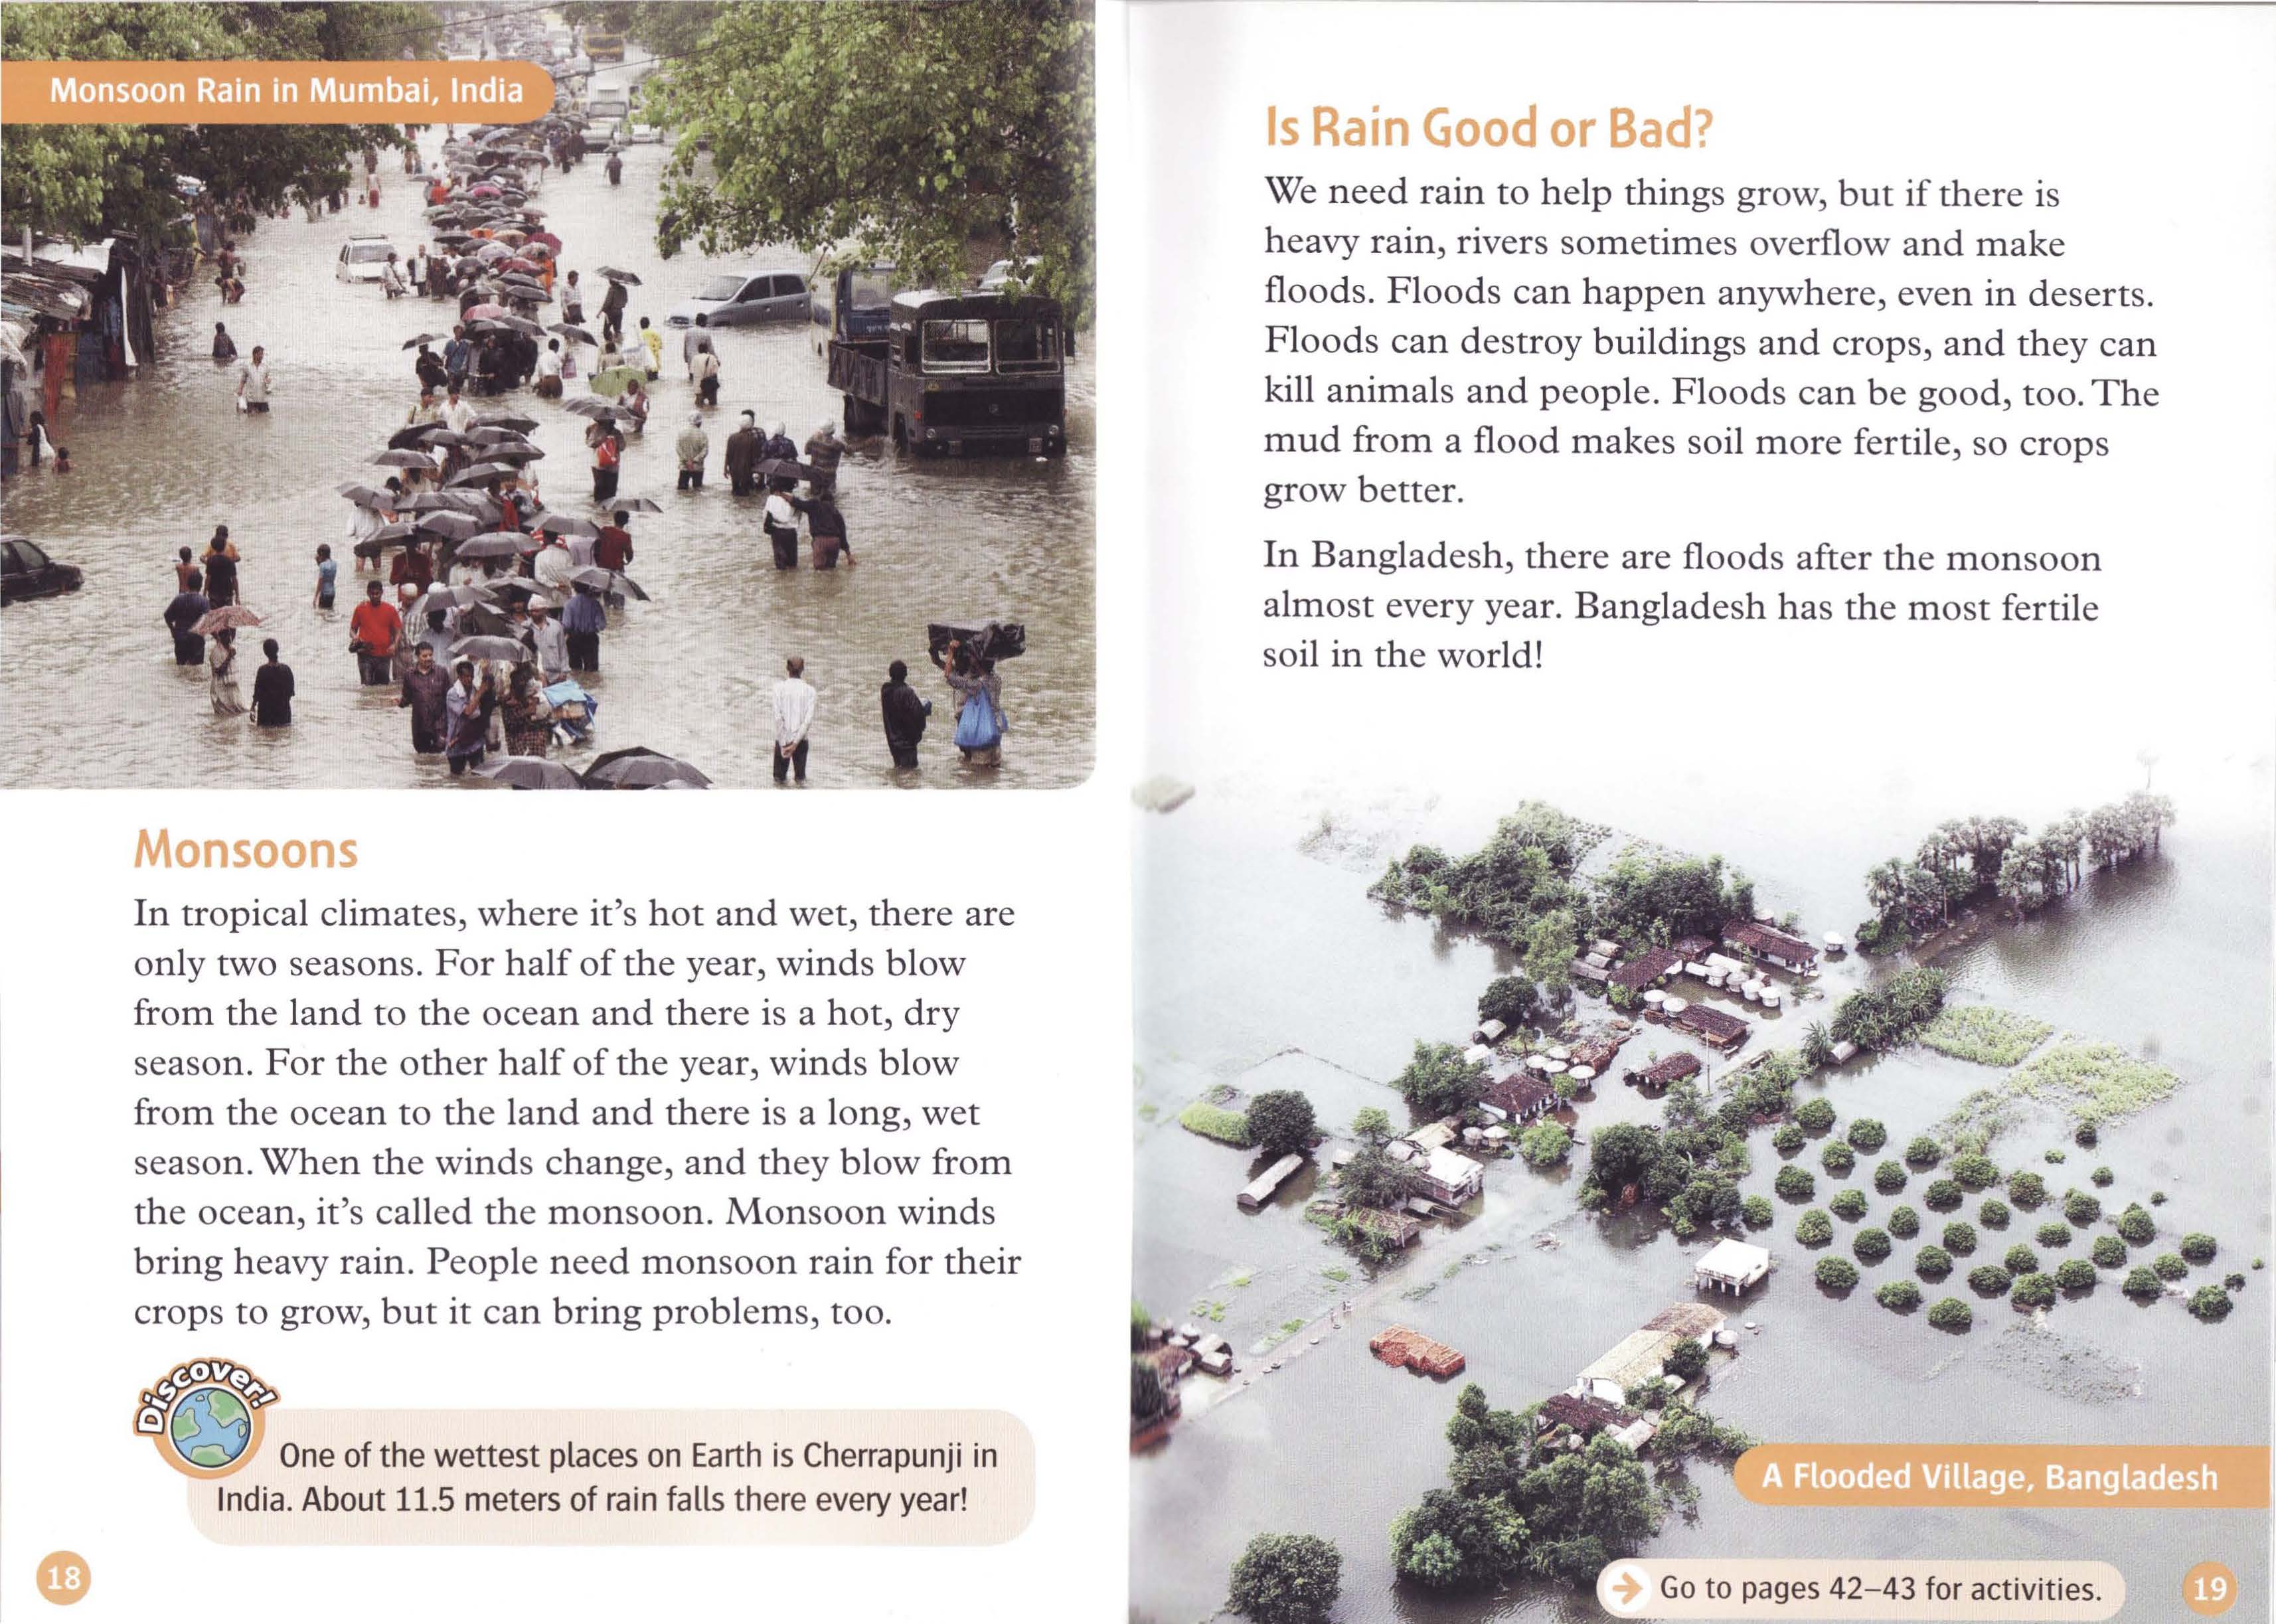 Monsoon Rain in Mumbai, India
Monsoons
In tropical climates, where it's hot and wet, there are
only two seasons. For half of the year, winds blow
from the land to the ocean and there is a hot, dry
season. For the other half of the year, winds blow
from the ocean to the land and there is a long, wet
season. When the winds change, and they blow from
the ocean, it's called the monsoon. Monsoon winds
bring heavy rain. People need monsoon rain for their
crops to grow, but it can bring problems, too.
Discover!
One of the wettest places on Earth is Cherrapunji in
India. About 11.5 meters of rain falls there every year!
18
Is Rain Good or Bad?
We need rain to help things grow, but if there is
heavy rain, rivers sometimes overflow and make
floods. Floods can happen anywhere, even in deserts.
Floods can destroy buildings and crops, and they can
kill animals and people. Floods can be good, too. The
mud from a flood makes soil more fertile, so crops
grow better.
In Bangladesh, there are floods after the monsoon
almost every year. Bangladesh has the most fertile
soil in the world!
A Flooded Village, Bangladesh
Go to pages 42–43 for activities.
19